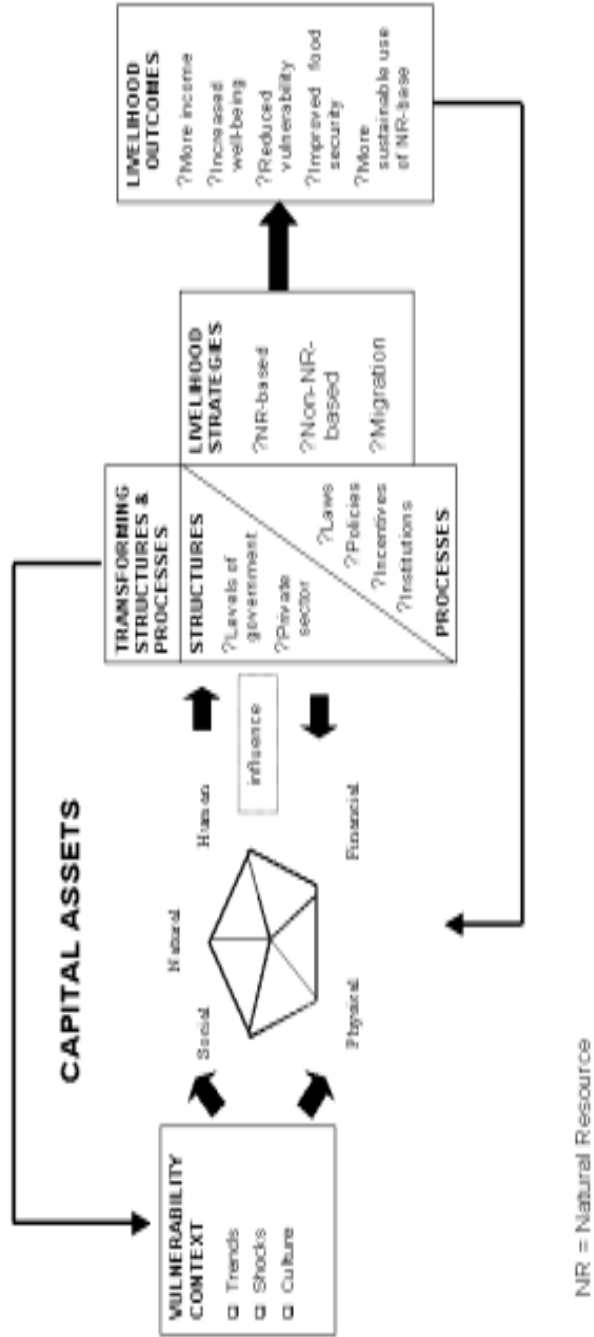 CAPITAL ASSETS
VULNERABILITY
CONTEXT
❑ Trends
❑ Shocks
❑ Culture
Social
Natural
Human
Physical
Financial
influence
TRANSFORMING
STRUCTURES &
PROCESSES
STRUCTURES
?Levels of
government
?Private
sector
?Laws
?Policies
?Incentives
?Institutions
PROCESSES
LIVELIHOOD
STRATEGIES
?NR-based
?Non-NR-
based
?Migration
LIVELIHOOD
OUTCOMES
?More income
?Increased
well-being
?Reduced
vulnerability
?Improved food
security
?More
sustainable use
of NR-base
NR = Natural Resource